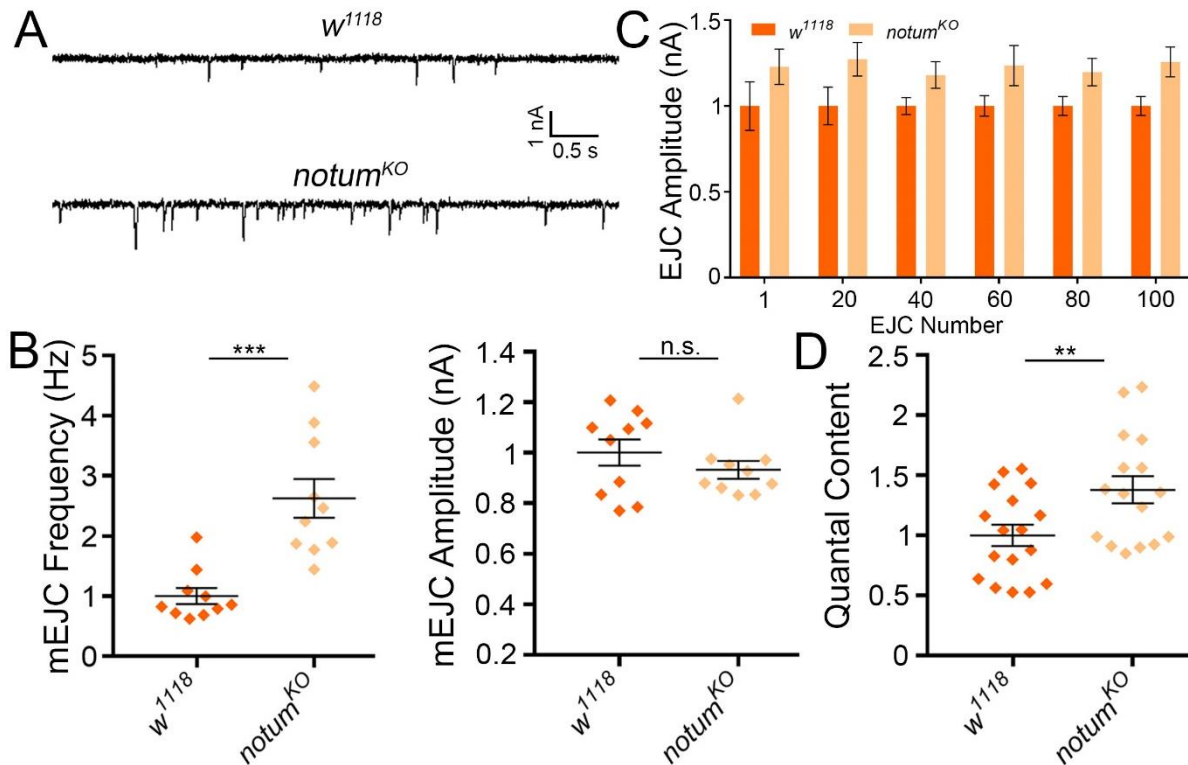 A
w1118
1 nA
0.5 s
notumKO
C
w1118 notumKO
EJC Amplitude (nA)
1.5
1
0.5
0
1 20 40 60 80 100
EJC Number
B
mEJC Frequency (Hz)
5
4
3
2
1
0
***
w1118
notumKO
mEJC Amplitude (nA)
1.4
1.2
1
0.8
0.6
0.4
0.2
n.s.
w1118
notumKO
D
Quantal Content
2.5
2
1.5
1
0.5
0
**
w1118
notumKO